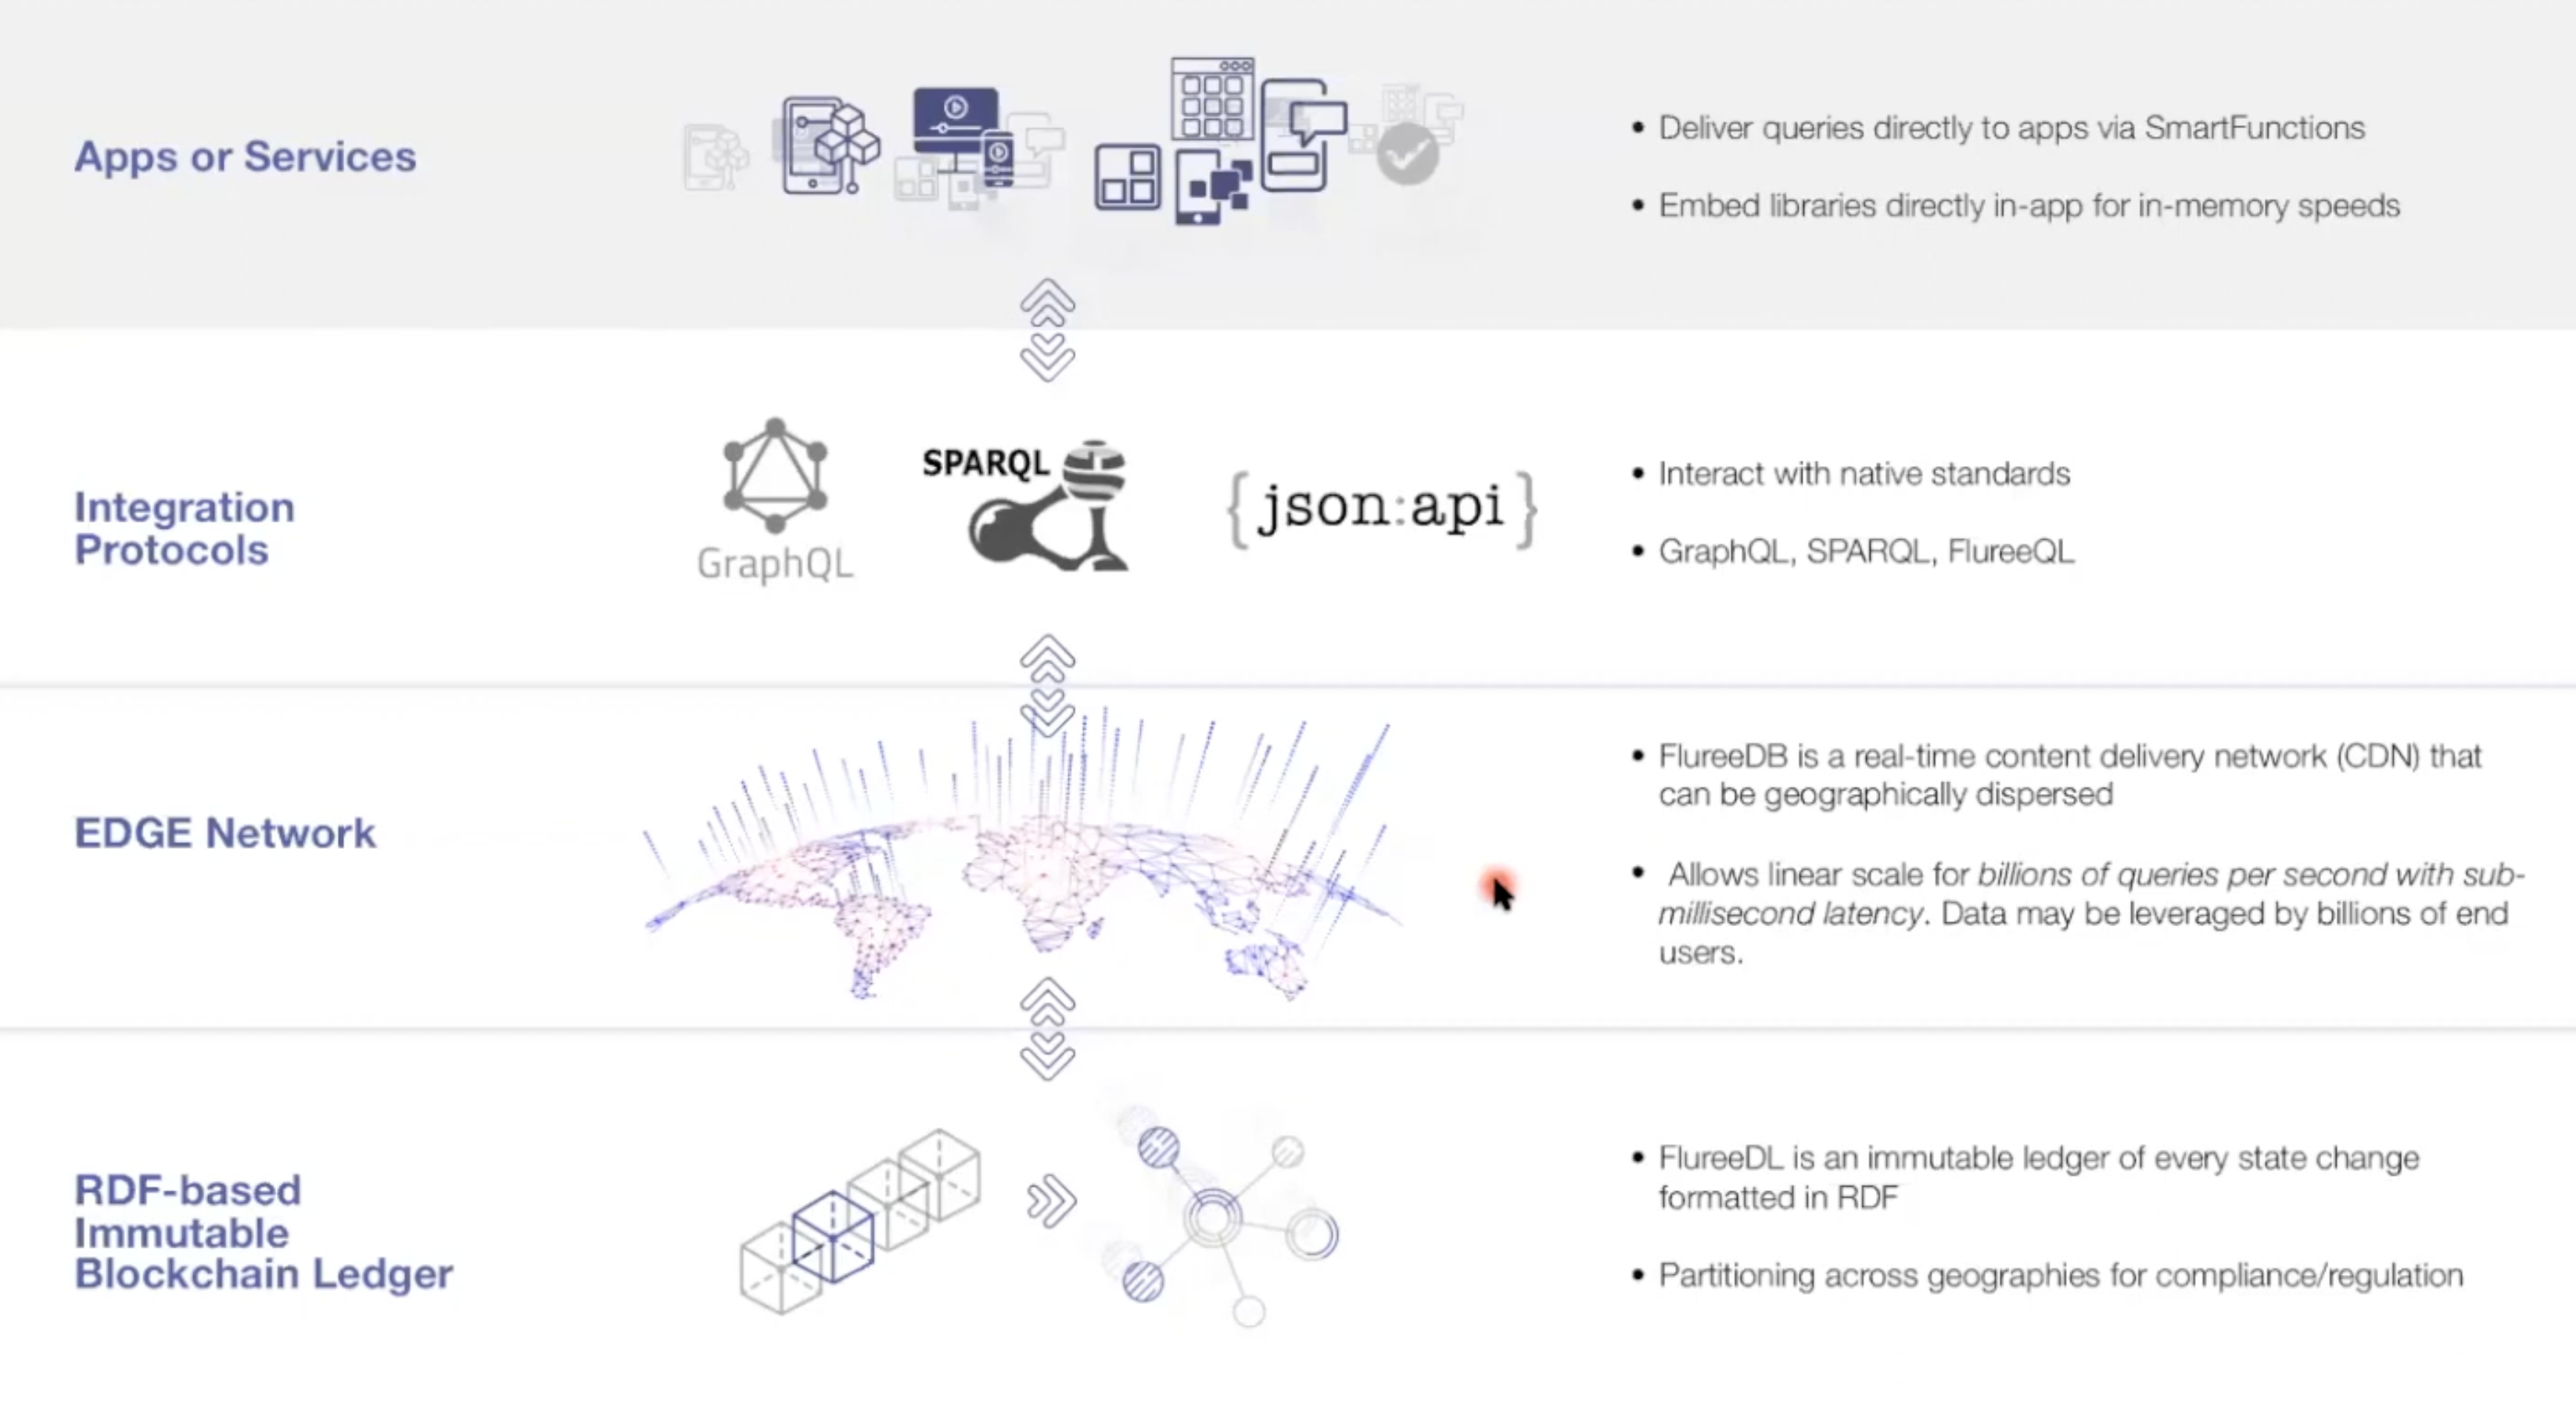 Apps or Services
• Deliver queries directly to apps via SmartFunctions
• Embed libraries directly in-app for in-memory speeds
Integration
Protocols
GraphQL
SPARQL
{json:api}
• Interact with native standards
• GraphQL, SPARQL, FlureeQL
EDGE Network
• FlureeDB is a real-time content delivery network (CDN) that
can be geographically dispersed
• Allows linear scale for billions of queries per second with sub-
millisecond latency. Data may be leveraged by billions of end
users.
RDF-based
Immutable
Blockchain Ledger
• FlureeDL is an immutable ledger of every state change
formatted in RDF
• Partitioning across geographies for compliance/regulation